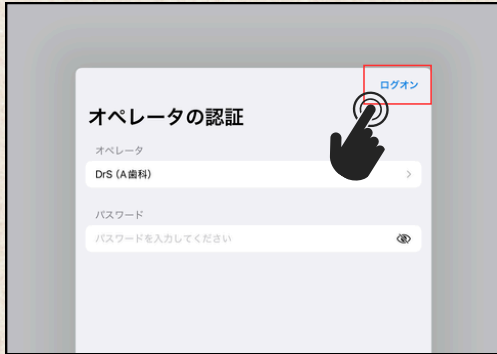 ログオン
オペレータの認証
オペレータ
DrS (A歯科)
パスワード
パスワードを入力してください